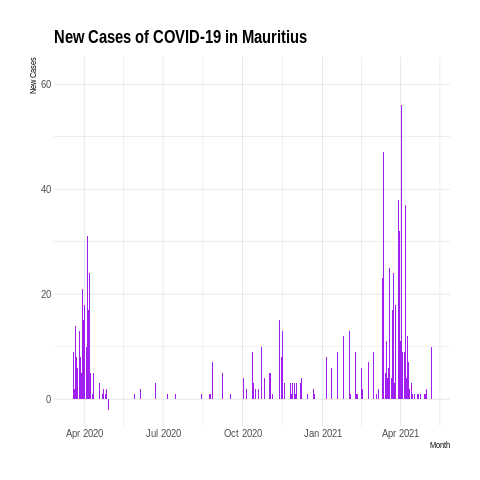 New Cases of COVID-19 in Mauritius
New Cases
60
40
20
0
Apr 2020
Jul 2020
Oct 2020
Jan 2021
Apr 2021
Month